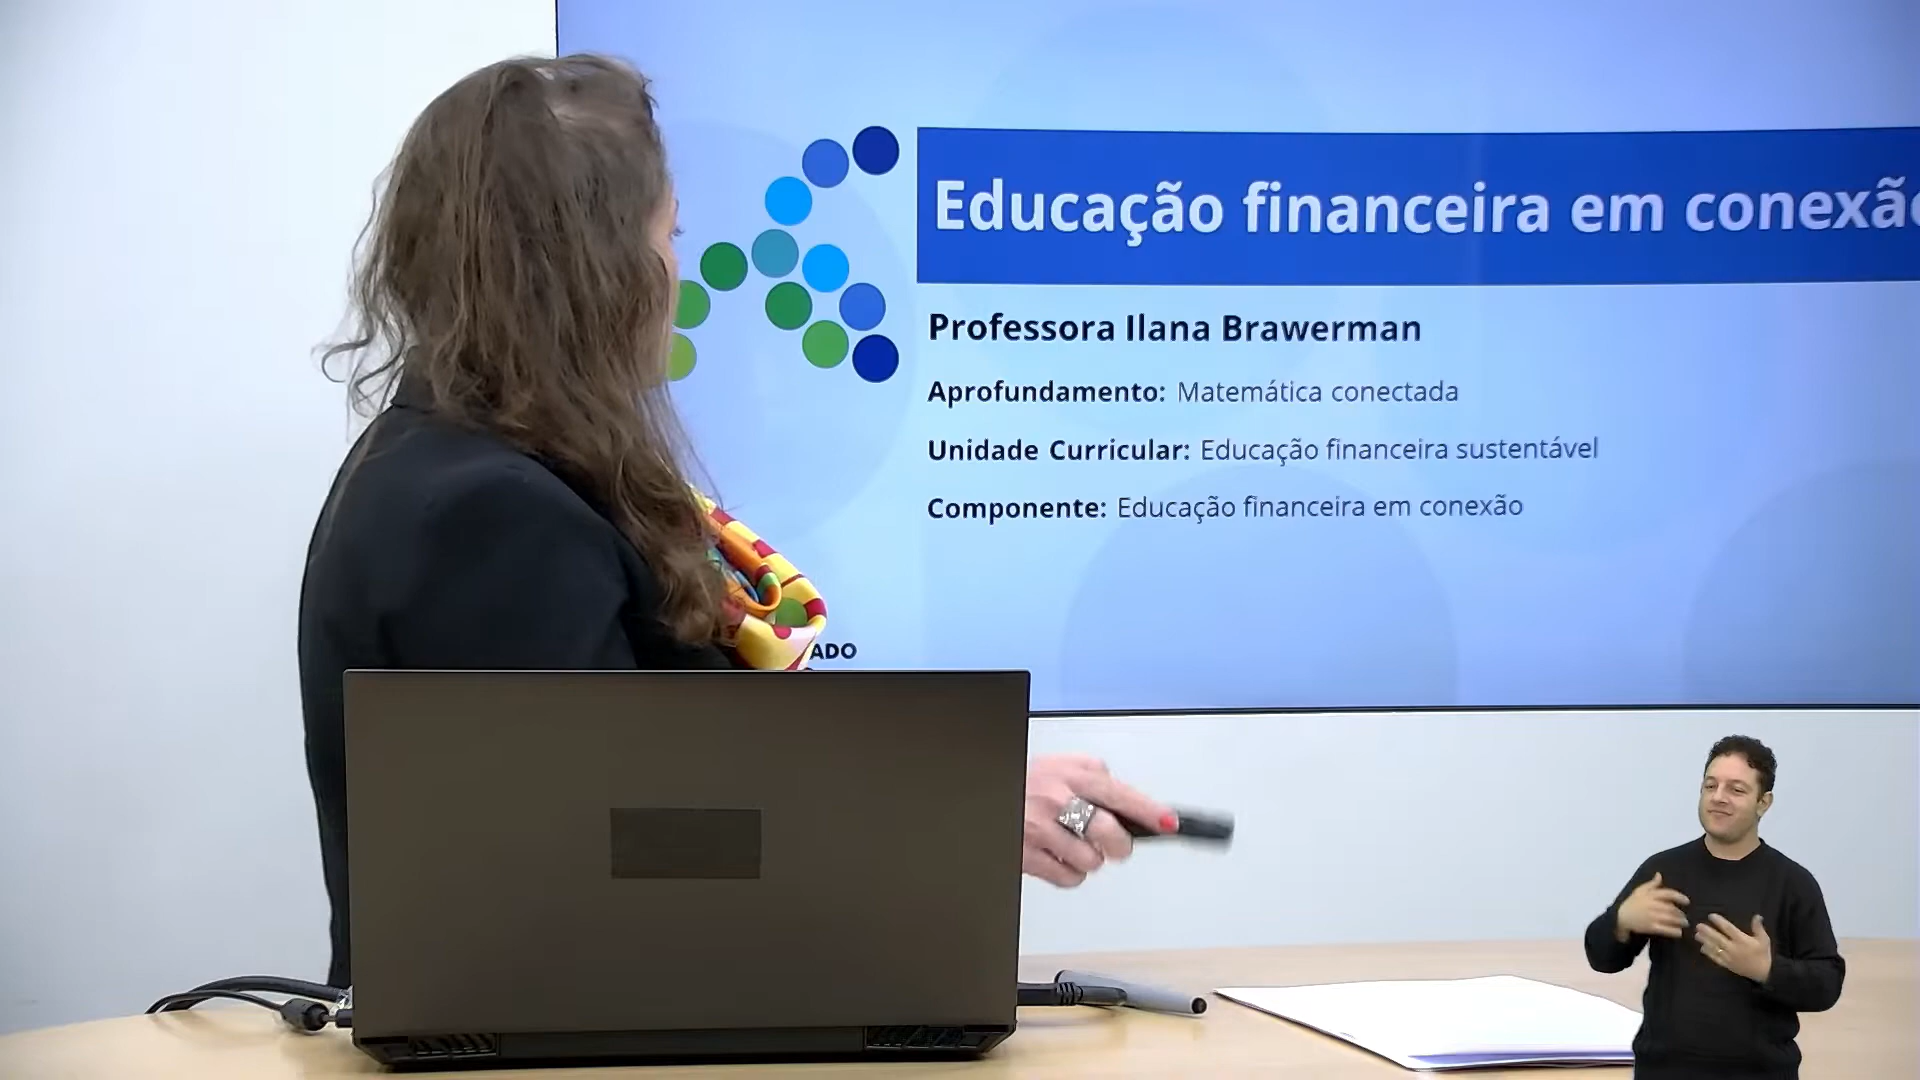 Educação financeira em conexão
Professora Ilana Brawerman
Aprofundamento: Matemática conectada
Unidade Curricular: Educação financeira sustentável
Componente: Educação financeira em conexão
ADO